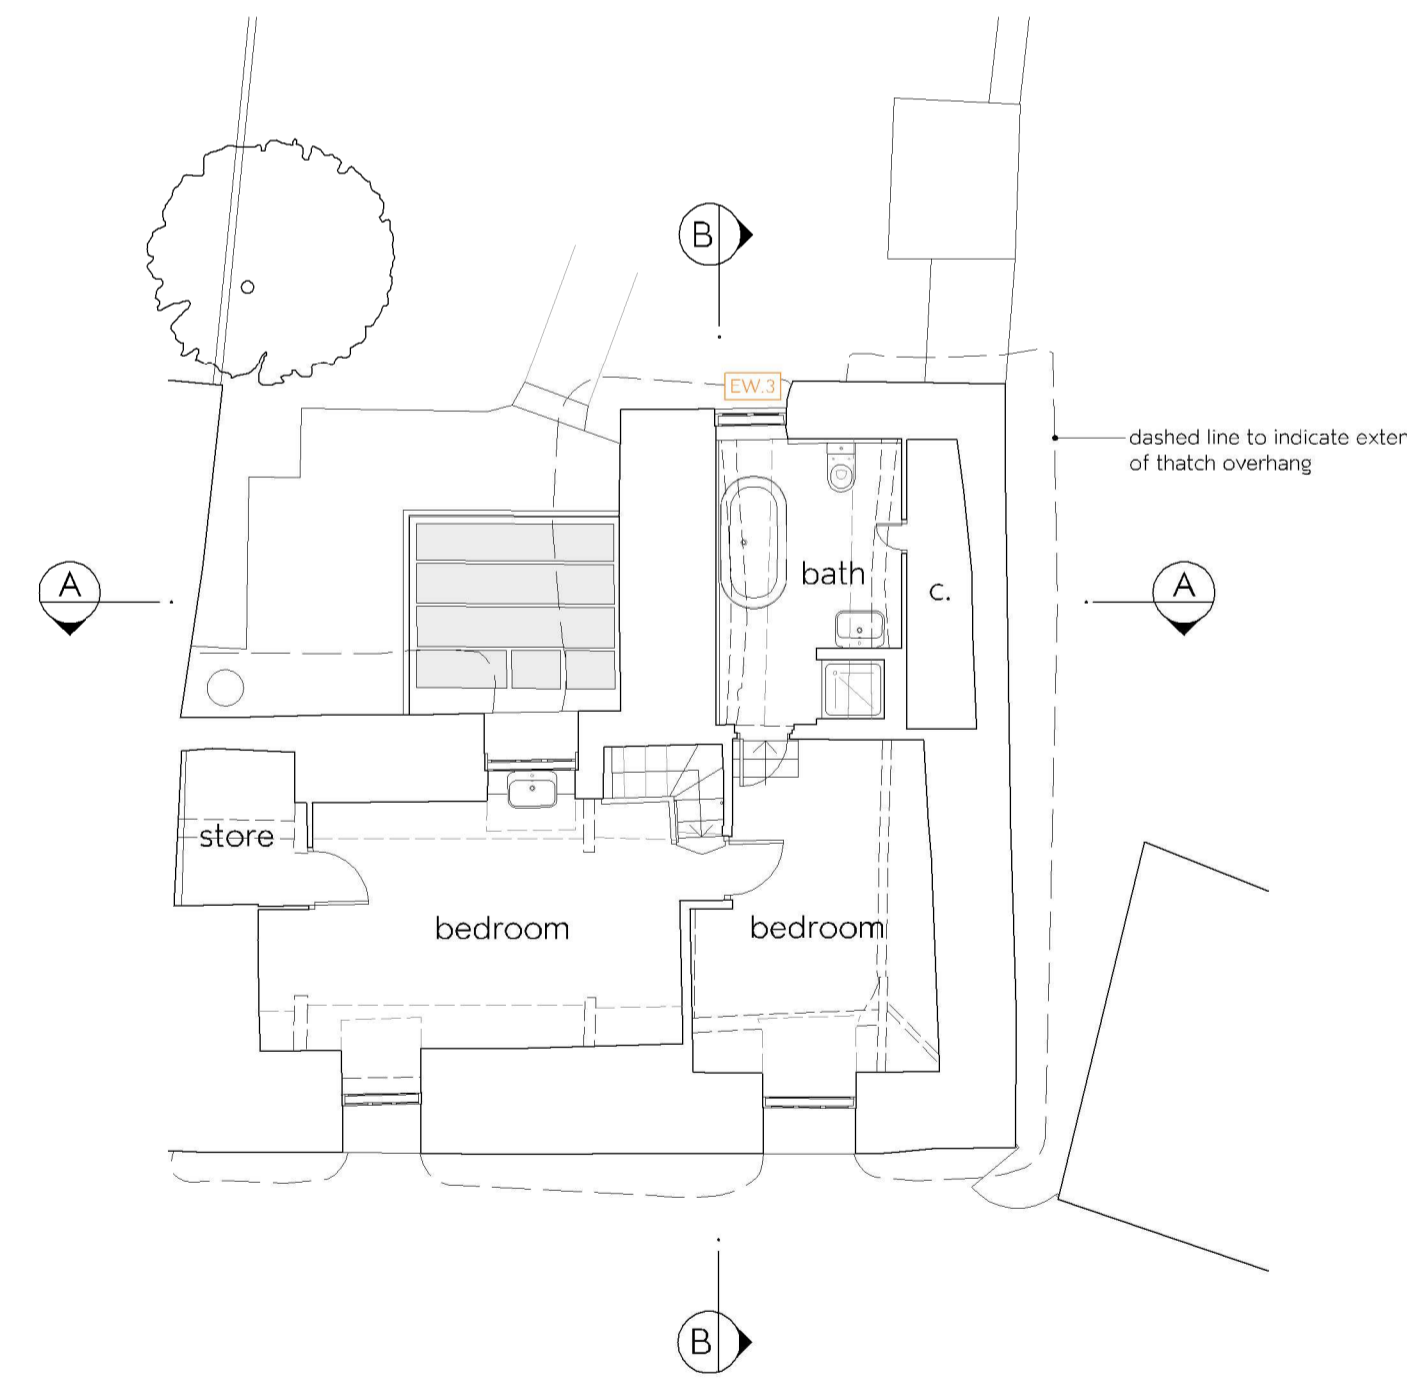 B
EW.3
dashed line to indicate exter
of thatch overhang
A
bath
c.
A
store
bedroom
bedroom
B